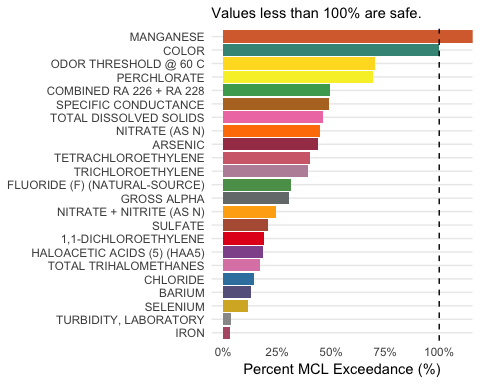 Values less than 100% are safe.
MANGANESE
COLOR
ODOR THRESHOLD @ 60 C
PERCHLORATE
COMBINED RA 226 + RA 228
SPECIFIC CONDUCTANCE
TOTAL DISSOLVED SOLIDS
NITRATE (AS N)
ARSENIC
TETRACHLOROETHYLENE
TRICHLOROETHYLENE
FLUORIDE (F) (NATURAL-SOURCE)
GROSS ALPHA
NITRATE + NITRITE (AS N)
SULFATE
1,1-DICHLOROETHYLENE
HALOACETIC ACIDS (5) (HAA5)
TOTAL TRIHALOMETHANES
CHLORIDE
BARIUM
SELENIUM
TURBIDITY, LABORATORY
IRON
0% 25% 50% 75% 100%
Percent MCL Exceedance (%)